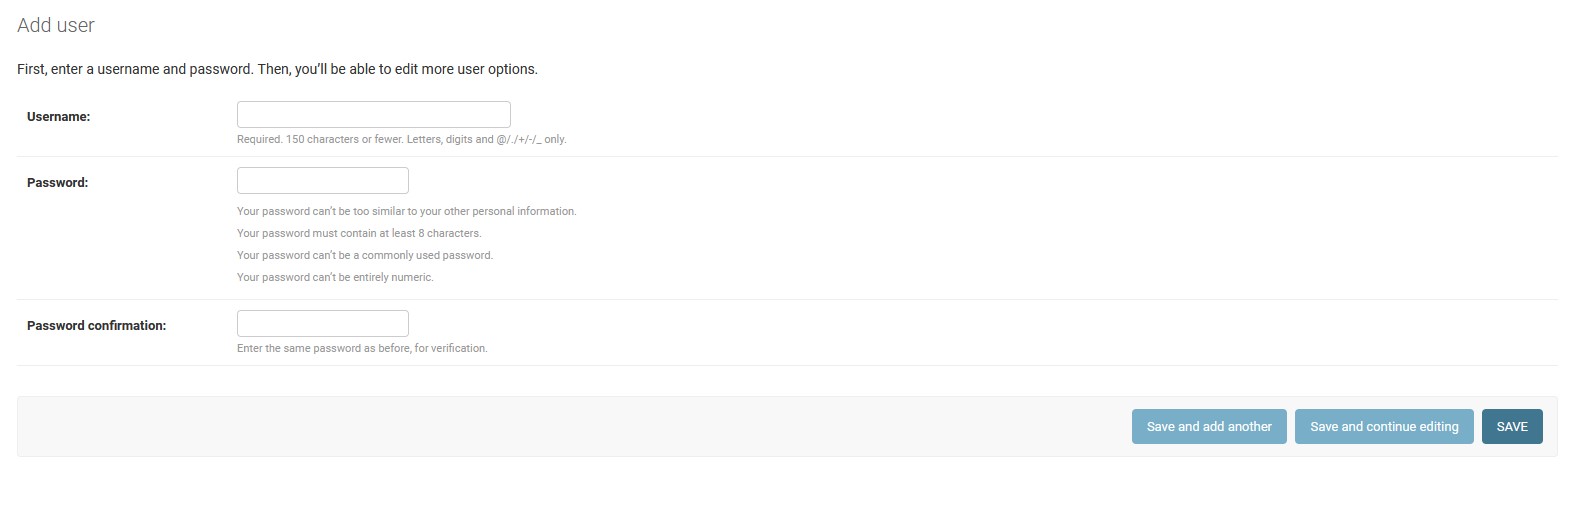 Add user
First, enter a username and password. Then, you’ll be able to edit more user options.
Username:
Required. 150 characters or fewer. Letters, digits and @/./+/-/_ only.
Password:
Your password can’t be too similar to your other personal information.
Your password must contain at least 8 characters.
Your password can’t be a commonly used password.
Your password can’t be entirely numeric.
Password confirmation:
Enter the same password as before, for verification.
Save and add another Save and continue editing SAVE